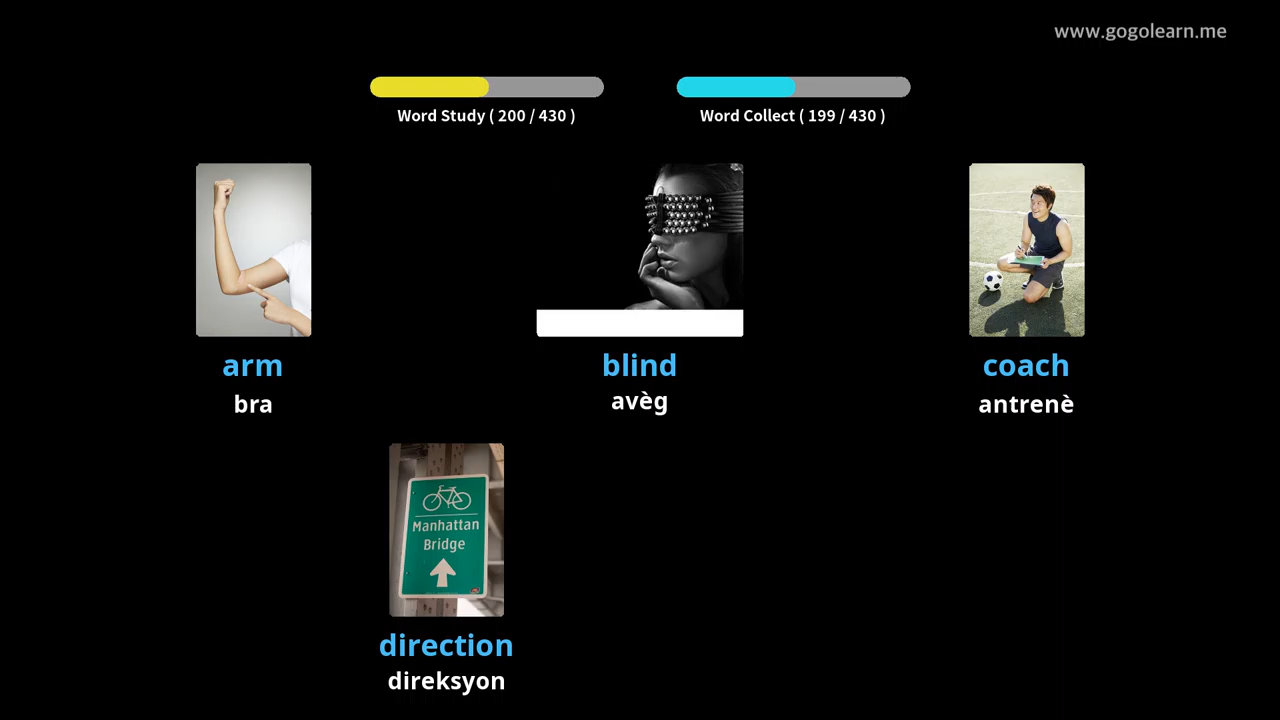 www.gogolearn.me
Word Study ( 200 / 430 )
Word Collect ( 199 / 430 )
arm
bra
blind
avèg
coach
antrenè
Manhattan
Bridge
direction
direksyon